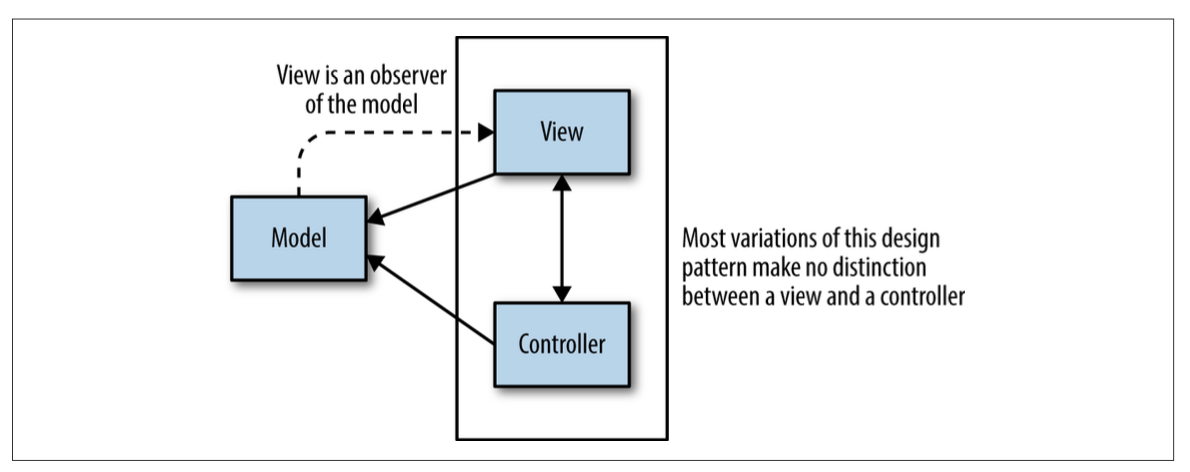 View is an observer
of the model
View
Model
Most variations of this design
pattern make no distinction
between a view and a controller
Controller